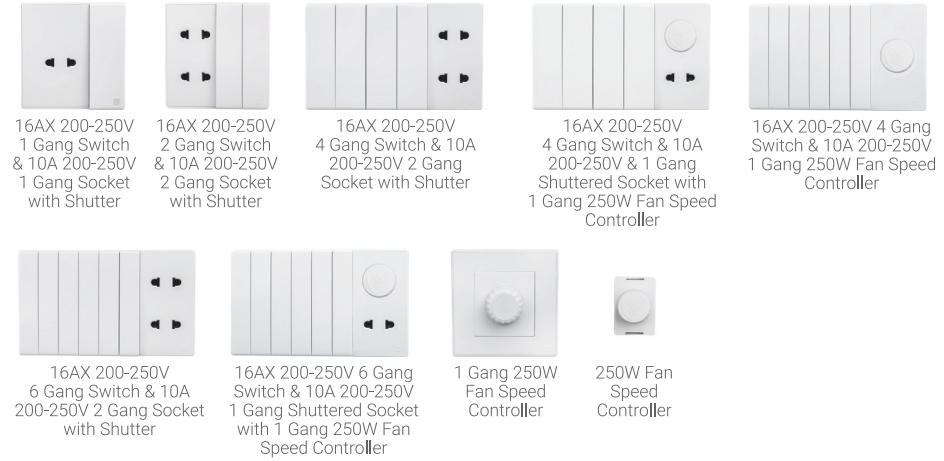 16AX 200-250V
1 Gang Switch
& 10A 200-250V
1 Gang Socket
with Shutter
16AX 200-250V
2 Gang Switch
& 10A 200-250V
2 Gang Socket
with Shutter
16AX 200-250V
4 Gang Switch & 10A
200-250V 2 Gang
Socket with Shutter
16AX 200-250V
4 Gang Switch & 10A
200-250V & 1 Gang
Shuttered Socket with
1 Gang 250W Fan Speed
Controller
16AX 200-250V 4 Gang
Switch & 10A 200-250V
1 Gang 250W Fan Speed
Controller
16AX 200-250V
6 Gang Switch & 10A
200-250V 2 Gang Socket
with Shutter
16AX 200-250V 6 Gang
Switch & 10A 200-250V
1 Gang Shuttered Socket
with 1 Gang 250W Fan
Speed Controller
1 Gang 250W
Fan Speed
Controller
250W Fan
Speed
Controller